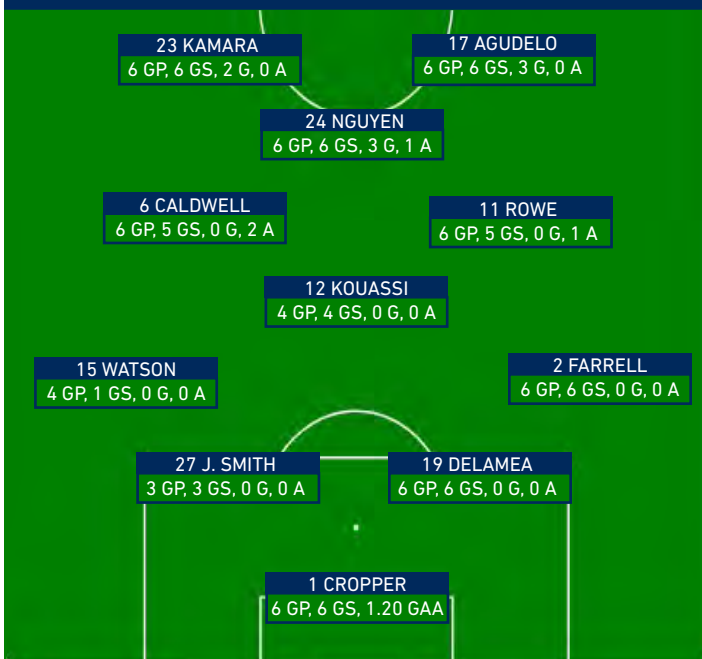 23 KAMARA
6 GP, 6 GS, 2 G, 0 A
17 AGUDELO
6 GP, 6 GS, 3 G, 0 A
24 NGUYEN
6 GP, 6 GS, 3 G, 1 A
6 CALDWELL
6 GP, 5 GS, 0 G, 2 A
11 ROWE
6 GP, 5 GS, 0 G, 1 A
12 KOUASSI
4 GP, 4 GS, 0 G, 0 A
15 WATSON
4 GP, 1 GS, 0 G, 0 A
2 FARRELL
6 GP, 6 GS, 0 G, 0 A
27 J. SMITH
3 GP, 3 GS, 0 G, 0 A
19 DELAMEA
6 GP, 6 GS, 0 G, 0 A
1 CROPPER
6 GP, 6 GS, 1.20 GAA